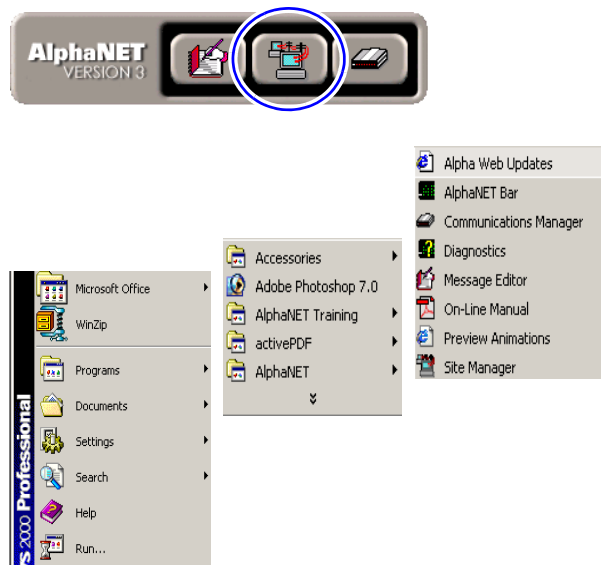 AlphaNET
VERSION 3
Alpha Web Updates
AlphaNET Bar
Communications Manager
Diagnostics
Message Editor
On-Line Manual
Preview Animations
Site Manager
Accessories
Adobe Photoshop 7.0
AlphaNET Training
activePDF
AlphaNET
Microsoft Office
WinZip
Programs
Documents
Settings
Search
Help
Run...
2000 Professional